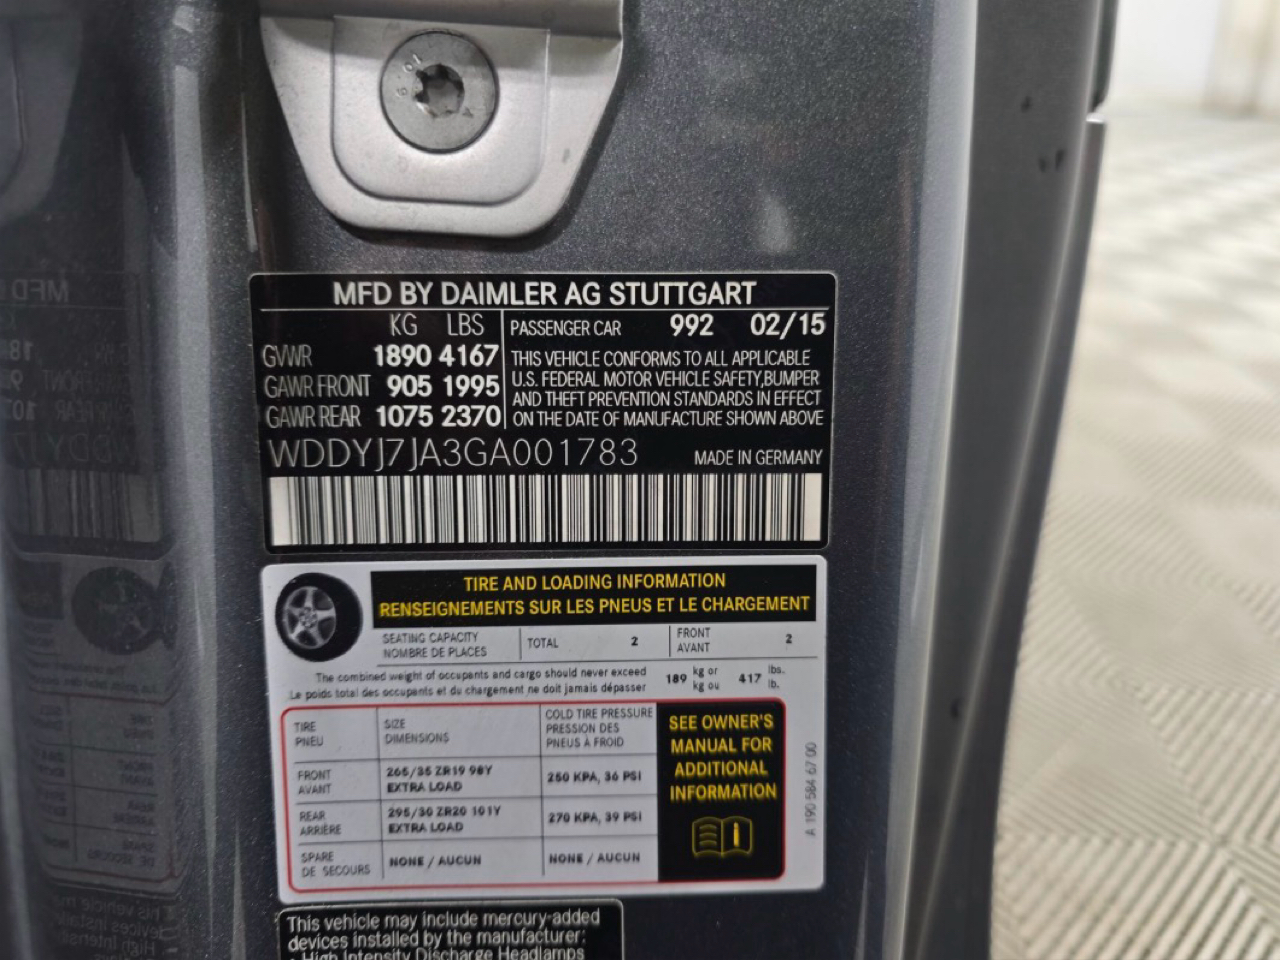 MFD BY DAIMLER AG STUTTGART
KG LBS PASSENGER CAR 992 02/15
GVWR 1890 4167
GAWR FRONT 905 1995
GAWR REAR 1075 2370
THIS VEHICLE CONFORMS TO ALL APPLICABLE
U.S. FEDERAL MOTOR VEHICLE SAFETY,BUMPER
AND THEFT PREVENTION STANDARDS IN EFFECT
ON THE DATE OF MANUFACTURE SHOWN ABOVE
WDDYJ7JA3GA001783 MADE IN GERMANY
TIRE AND LOADING INFORMATION
RENSEIGNEMENTS SUR LES PNEUS ET LE CHARGEMENT
SEATING CAPACITY
NOMBRE DE PLACES
TOTAL 2
FRONT
AVANT
2
The combined weight of occupants and cargo should never exceed
Le poids total des occupants et du chargement ne doit jamais dépasser
189 kg or
kg ou
417 lbs.
lb.
TIRE
PNEU
SIZE
DIMENSIONS
COLD TIRE PRESSURE
PRESSION DES
PNEUS À FROID
FRONT
AVANT
265/35 ZR19 98Y
EXTRA LOAD
250 KPA, 36 PSI
REAR
ARRIÈRE
295/30 ZR20 101Y
EXTRA LOAD
270 KPA, 39 PSI
SPARE
DE SECOURS
NONE / AUCUN
NONE / AUCUN
SEE OWNER'S
MANUAL FOR
ADDITIONAL
INFORMATION
A 190 584 67 00
This vehicle may include mercury-added
devices installed by the manufacturer:
• High Intensity Discharge Headlamps